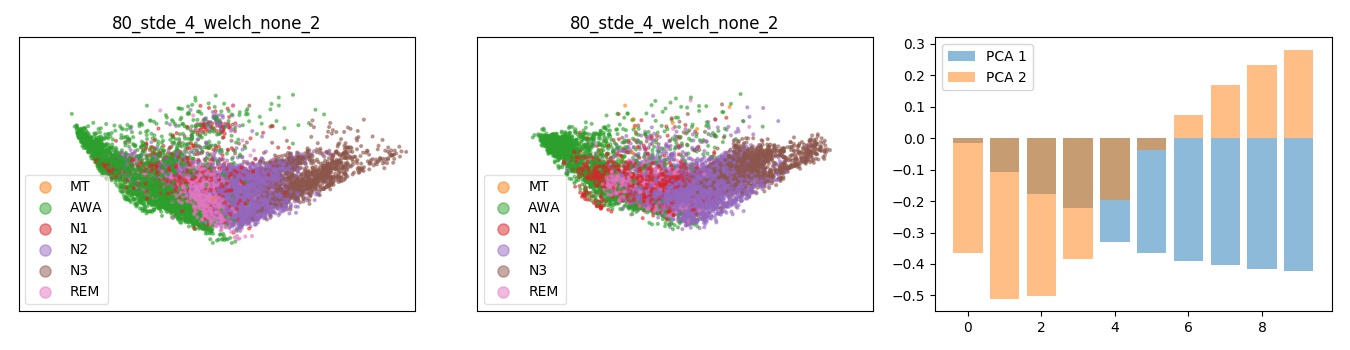 80_stde_4_welch_none_2
MT
AWA
N1
N2
N3
REM
80_stde_4_welch_none_2
MT
AWA
N1
N2
N3
REM
PCA 1
PCA 2
0.3
0.2
0.1
0.0
−0.1
−0.2
−0.3
−0.4
−0.5
0 2 4 6 8